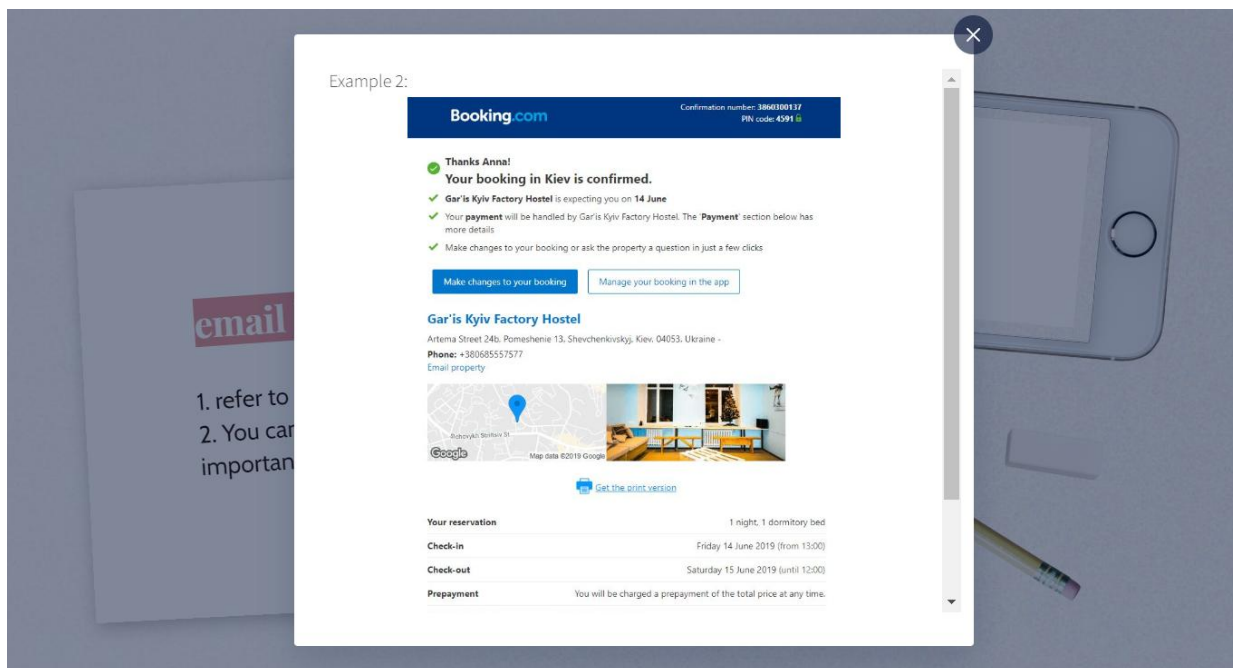 email
1. refer to
2. You can
importan
Example 2:
Booking.com
Confirmation number: 3860300137
PIN code: 4591
Thanks Anna!
Your booking in Kiev is confirmed.
Gar'is Kyiv Factory Hostel is expecting you on 14 June
Your payment will be handled by Gar'is Kyiv Factory Hostel. The 'Payment' section below has
more details
Make changes to your booking or ask the property a question in just a few clicks
Make changes to your booking
Manage your booking in the app
Gar'is Kyiv Factory Hostel
Artema Street 24b, Pomeshenie 13, Shevchenkivskyj, Kiev, 04053, Ukraine -
Phone: +380685557577
Email property
Google
Map data ©2019 Google
Get the print version
Your reservation 1 night, 1 dormitory bed
Check-in Friday 14 June 2019 (from 13:00)
Check-out Saturday 15 June 2019 (until 12:00)
Prepayment You will be charged a prepayment of the total price at any time.